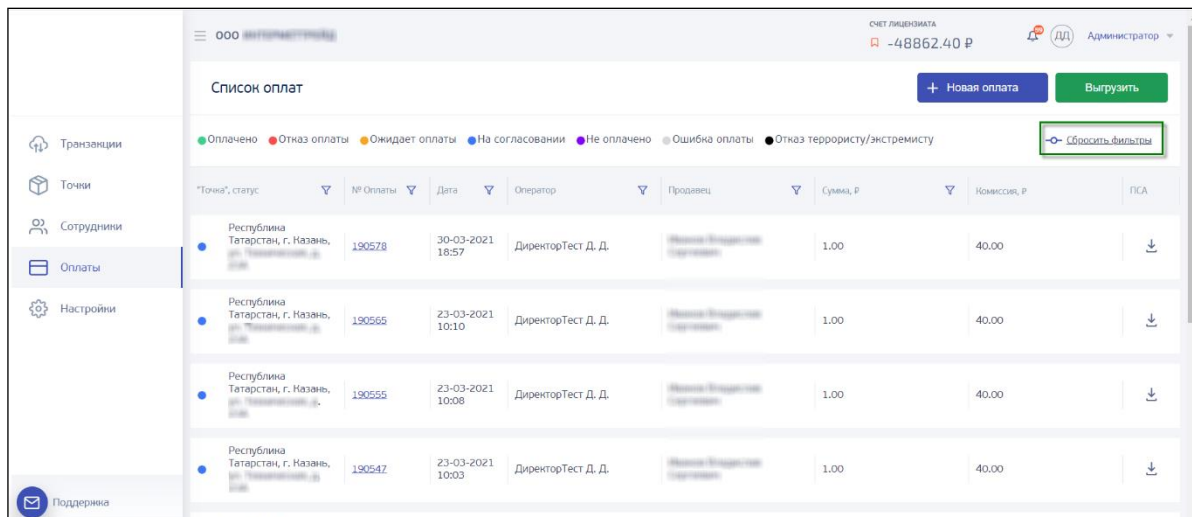 ООО
СЧЕТ ЛИЦЕНЗИАТА
-48862.40 ₽
ДД
Администратор
Список оплат
+ Новая оплата
Выгрузить
Транзакции
Точки
Сотрудники
Оплаты
Настройки
Поддержка
Оплачено Отказ оплаты Ожидает оплаты На согласовании Не оплачено Ошибка оплаты Отказ террористу/экстремисту
Сбросить фильтры
"Точка", статус № Оплаты Дата Оператор Продавец Сумма, ₽ Комиссия, ₽ ПСА
Республика
Татарстан, г. Казань,
190578
30-03-2021
18:57
ДиректорТест Д. Д.
1.00
40.00
Республика
Татарстан, г. Казань,
190565
23-03-2021
10:10
ДиректорТест Д. Д.
1.00
40.00
Республика
Татарстан, г. Казань,
190555
23-03-2021
10:08
ДиректорТест Д. Д.
1.00
40.00
Республика
Татарстан, г. Казань,
190547
23-03-2021
10:03
ДиректорТест Д. Д.
1.00
40.00